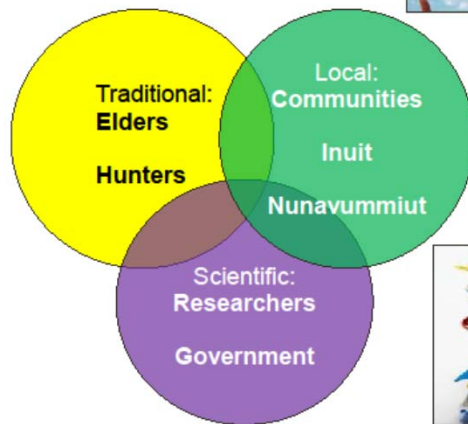 Traditional:
Elders
Hunters
Local:
Communities
Inuit
Nunavummiut
Scientific:
Researchers
Government